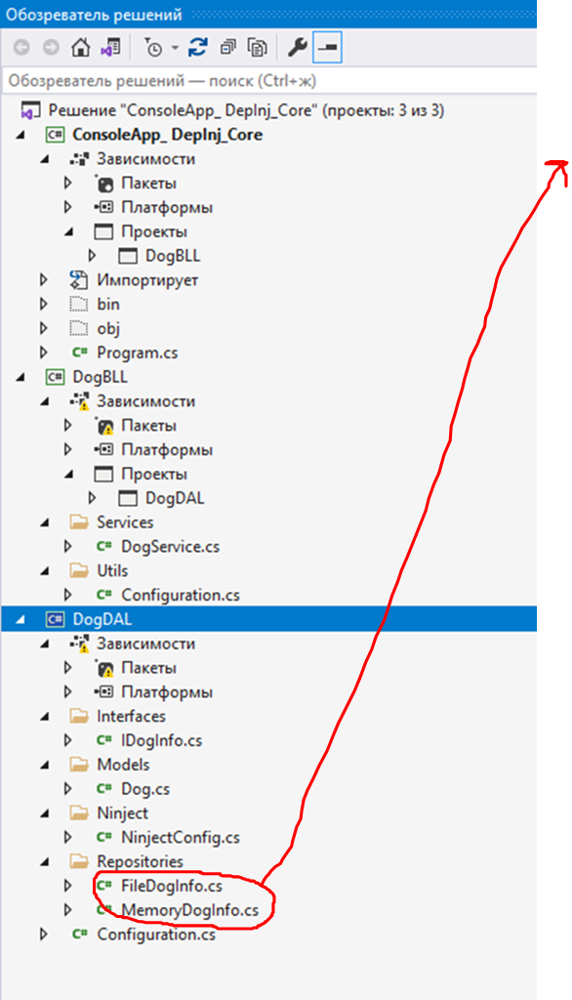 Обозреватель решений
Обозреватель решений — поиск (Ctrl+ж)
Решение "ConsoleApp_ DepInj_Core" (проекты: 3 из 3)
C# ConsoleApp_ DepInj_Core
Зависимости
Пакеты
Платформы
Проекты
DogBLL
Импортирует
bin
obj
C# Program.cs
C# DogBLL
Зависимости
Пакеты
Платформы
Проекты
DogDAL
Services
C# DogService.cs
Utils
C# Configuration.cs
C# DogDAL
Зависимости
Пакеты
Платформы
Interfaces
C# IDogInfo.cs
Models
C# Dog.cs
Ninject
C# NinjectConfig.cs
Repositories
C# FileDogInfo.cs
C# MemoryDogInfo.cs
C# Configuration.cs